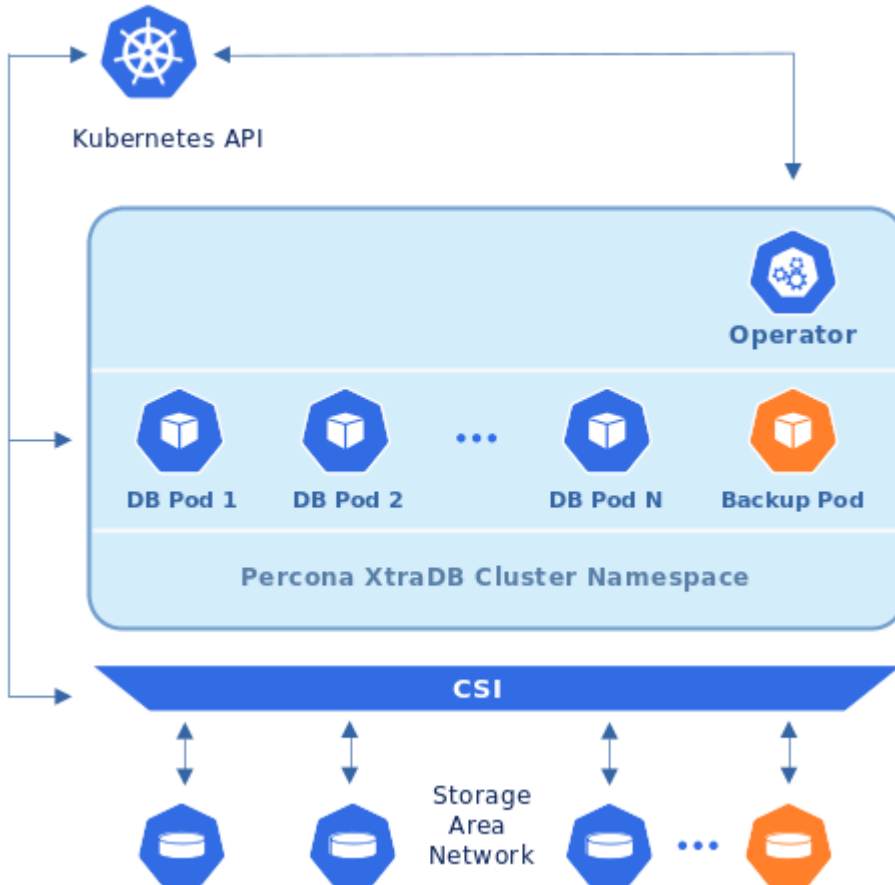 Kubernetes API
Operator
DB Pod 1
DB Pod 2
DB Pod N
Backup Pod
Percona XtraDB Cluster Namespace
CSI
Storage
Area
Network